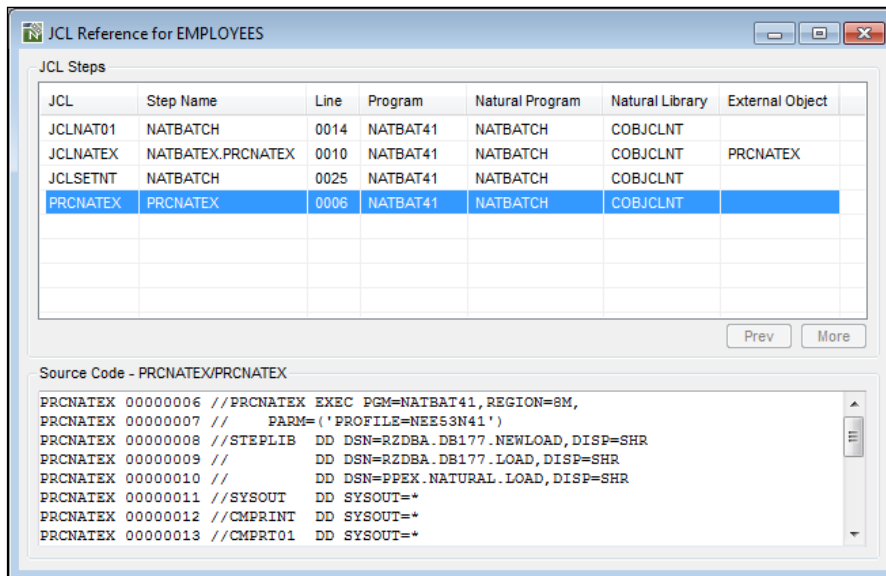 JCL Reference for EMPLOYEES
JCL Steps
JCL Step Name Line Program Natural Program Natural Library External Object
JCLNAT01 NATBATCH 0014 NATBAT41 NATBATCH COBJCLNT
JCLNATEX NATBATEX.PRCNATEX 0010 NATBAT41 NATBATCH COBJCLNT PRCNATEX
JCLSETNT NATBATCH 0025 NATBAT41 NATBATCH COBJCLNT
PRCNATEX PRCNATEX 0006 NATBAT41 NATBATCH COBJCLNT
Prev More
Source Code - PRCNATEX/PRCNATEX
PRCNATEX 00000006 //PRCNATEX EXEC PGM=NATBAT41,REGION=8M,
PRCNATEX 00000007 //     PARM=('PROFILE=NEE53N41')
PRCNATEX 00000008 //STEPLIB  DD DSN=RZDBA.DB177.NEWLOAD,DISP=SHR
PRCNATEX 00000009 //         DD DSN=RZDBA.DB177.LOAD,DISP=SHR
PRCNATEX 00000010 //         DD DSN=PPEX.NATURAL.LOAD,DISP=SHR
PRCNATEX 00000011 //SYSOUT   DD SYSOUT=*
PRCNATEX 00000012 //CMPRINT  DD SYSOUT=*
PRCNATEX 00000013 //CMPRT01  DD SYSOUT=*